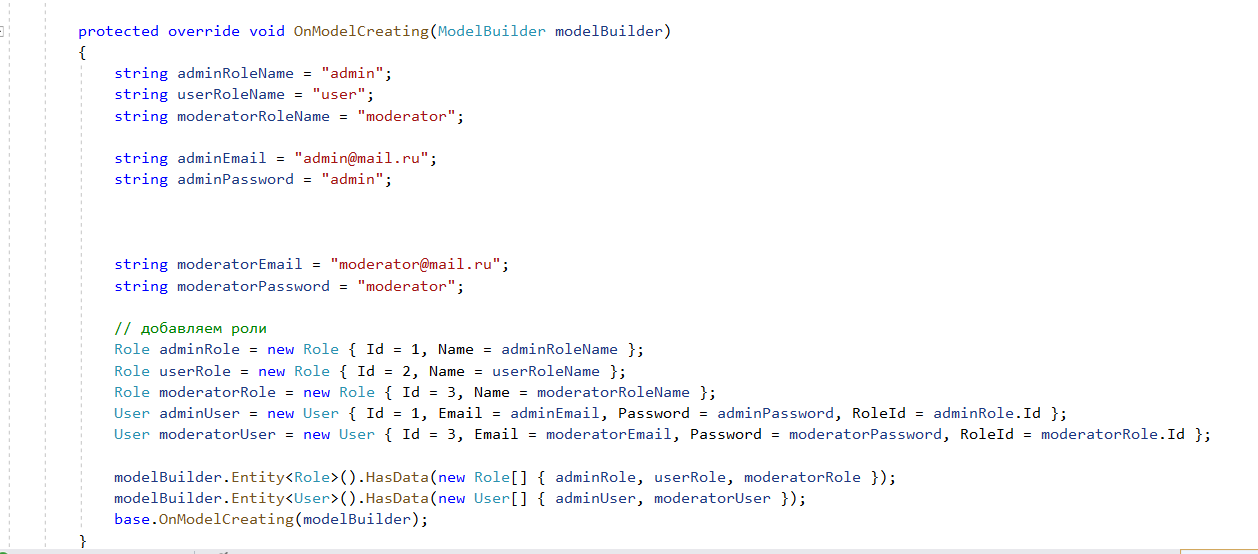 protected override void OnModelCreating(ModelBuilder modelBuilder)
{
string adminRoleName = "admin";
string userRoleName = "user";
string moderatorRoleName = "moderator";
string adminEmail = "admin@mail.ru";
string adminPassword = "admin";
string moderatorEmail = "moderator@mail.ru";
string moderatorPassword = "moderator";
// добавляем роли
Role adminRole = new Role { Id = 1, Name = adminRoleName };
Role userRole = new Role { Id = 2, Name = userRoleName };
Role moderatorRole = new Role { Id = 3, Name = moderatorRoleName };
User adminUser = new User { Id = 1, Email = adminEmail, Password = adminPassword, RoleId = adminRole.Id };
User moderatorUser = new User { Id = 3, Email = moderatorEmail, Password = moderatorPassword, RoleId = moderatorRole.Id };
modelBuilder.Entity<Role>().HasData(new Role[] { adminRole, userRole, moderatorRole });
modelBuilder.Entity<User>().HasData(new User[] { adminUser, moderatorUser });
base.OnModelCreating(modelBuilder);
}